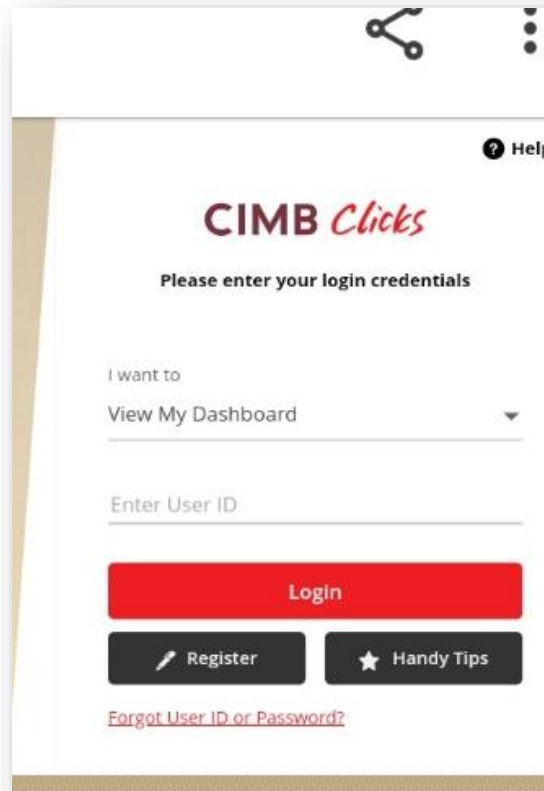 Help
CIMB Clicks
Please enter your login credentials
I want to
View My Dashboard
Enter User ID
Login
Register
Handy Tips
Forgot User ID or Password?